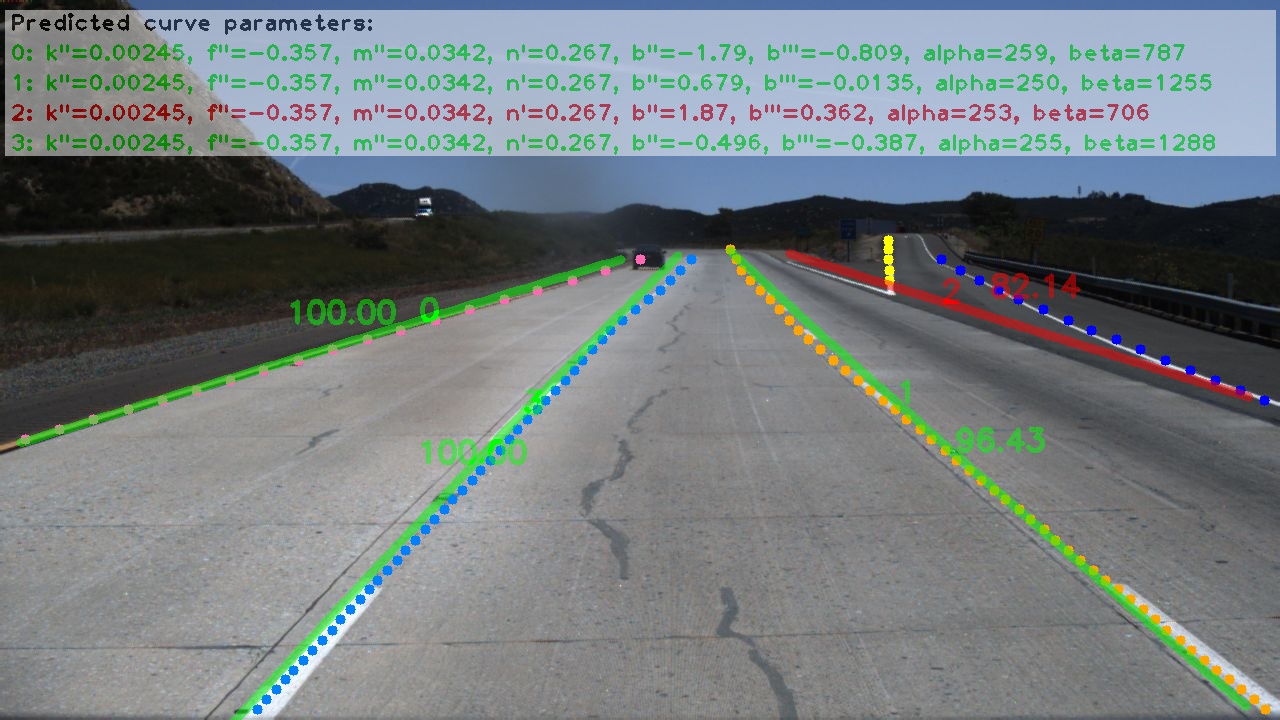 Predicted curve parameters:
0: k''=0.00245, f''=-0.357, m''=0.0342, n'=0.267, b''=-1.79, b'''=-0.809, alpha=259, beta=787
1: k''=0.00245, f''=-0.357, m''=0.0342, n'=0.267, b''=0.679, b'''=-0.0135, alpha=250, beta=1255
2: k''=0.00245, f''=-0.357, m''=0.0342, n'=0.267, b''=1.87, b'''=0.362, alpha=253, beta=706
3: k''=0.00245, f''=-0.357, m''=0.0342, n'=0.267, b''=-0.496, b'''=-0.387, alpha=255, beta=1288
2 82.14
100.00 0
1
96.43
100.00